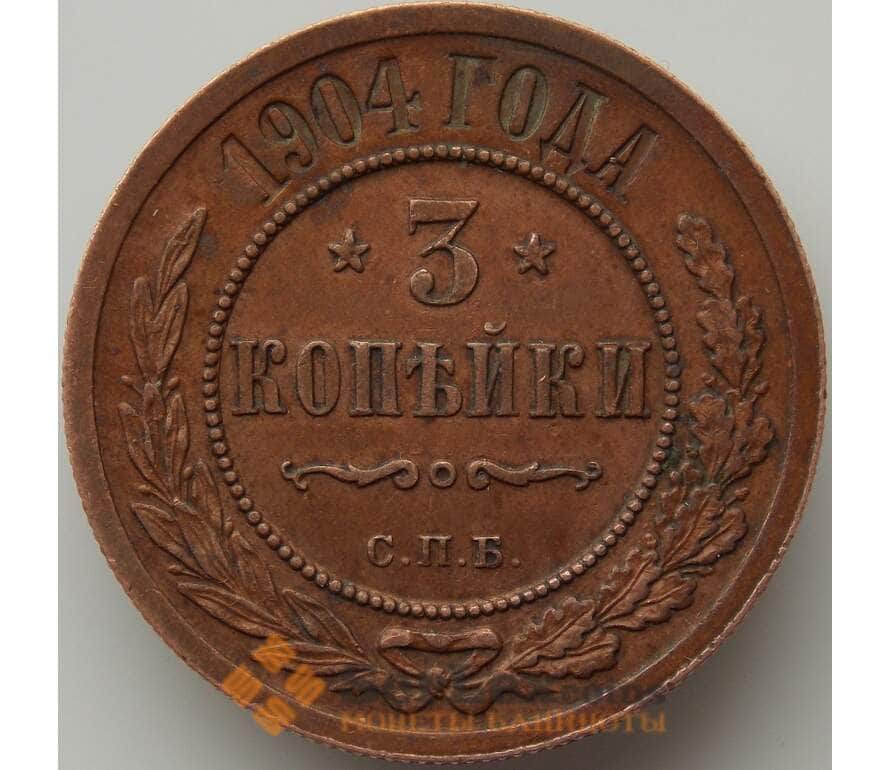 1904 ГОДА
3
КОПѢЙКИ
С.П.Б.
МОНЕТЫ БАНКНОТЫ